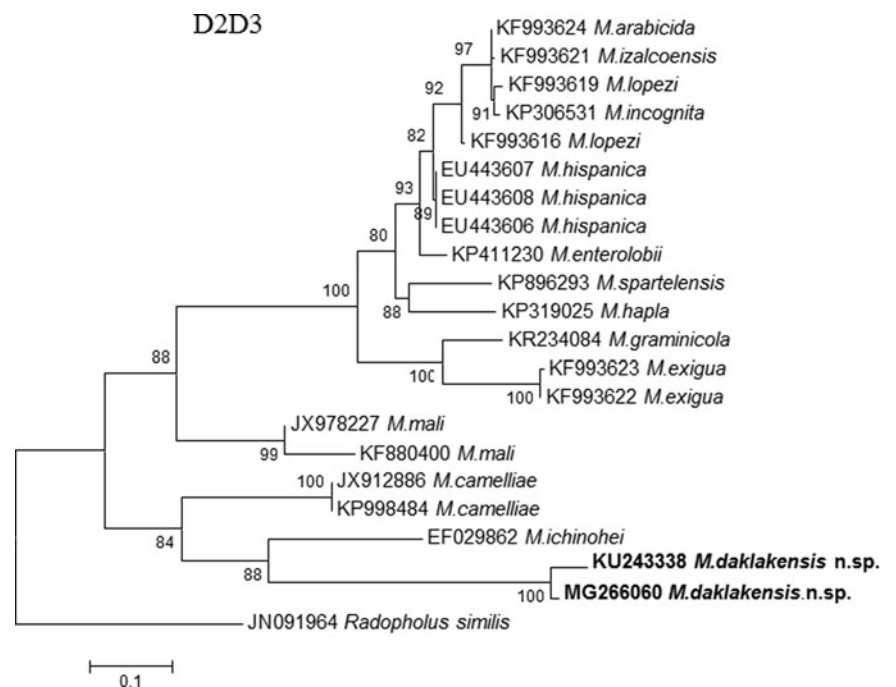 D2D3
KF993624 M.arabicida
97
KF993621 M.izalcoensis
KF993619 M.lopezi
92
91
KP306531 M.incognita
82
KF993616 M.lopezi
EU443607 M.hispanica
93
EU443608 M.hispanica
89
EU443606 M.hispanica
80
KP411230 M.enterolobii
100
KP896293 M.spartelensis
88
KP319025 M.hapla
KR234084 M.graminicola
88
100
KF993623 M.exigua
100
KF993622 M.exigua
JX978227 M.mali
99
KF880400 M.mali
100
JX912886 M.camelliae
KP998484 M.camelliae
84
EF029862 M.ichinohei
88
KU243338 M.daklakensis n.sp.
100
MG266060 M.daklakensis.n.sp.
JN091964 Radopholus similis
0.1